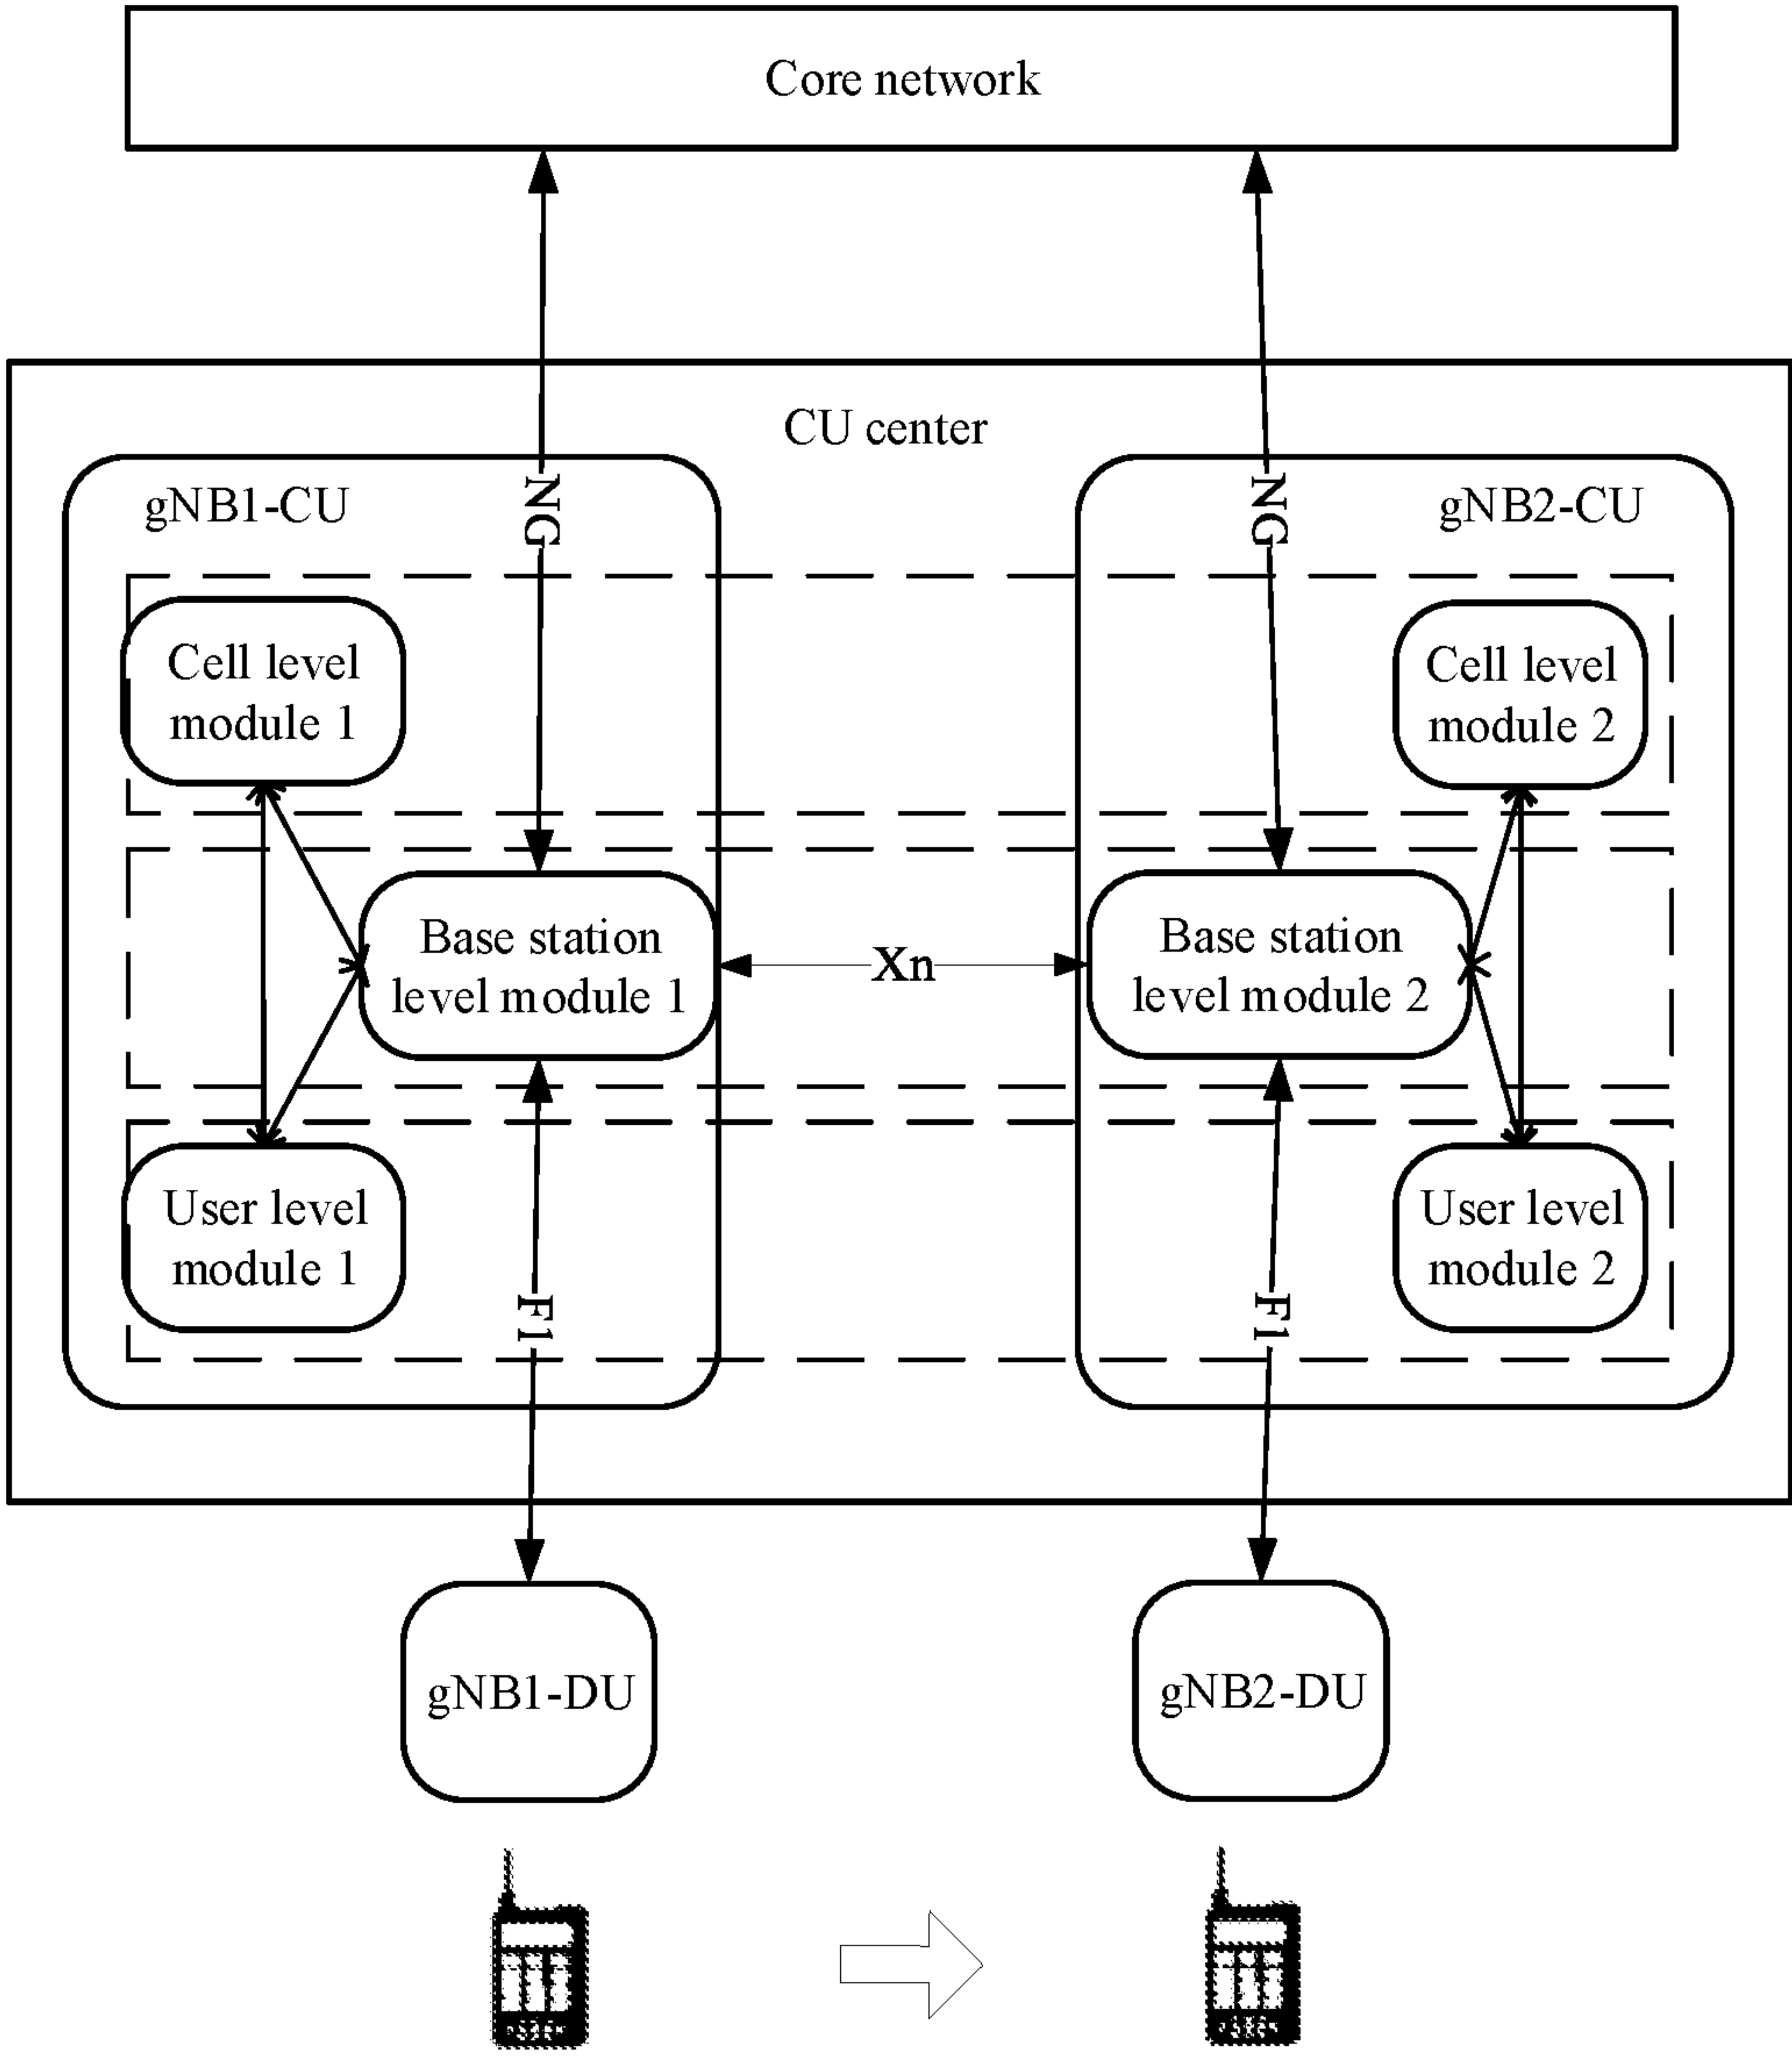 Core network
CU center
gNB1-CU
NG
NG
gNB2-CU
Cell level
module 1
Cell level
module 2
Base station
level module 1
Xn
Base station
level module 2
User level
module 1
User level
module 2
F1
F1
gNB1-DU
gNB2-DU